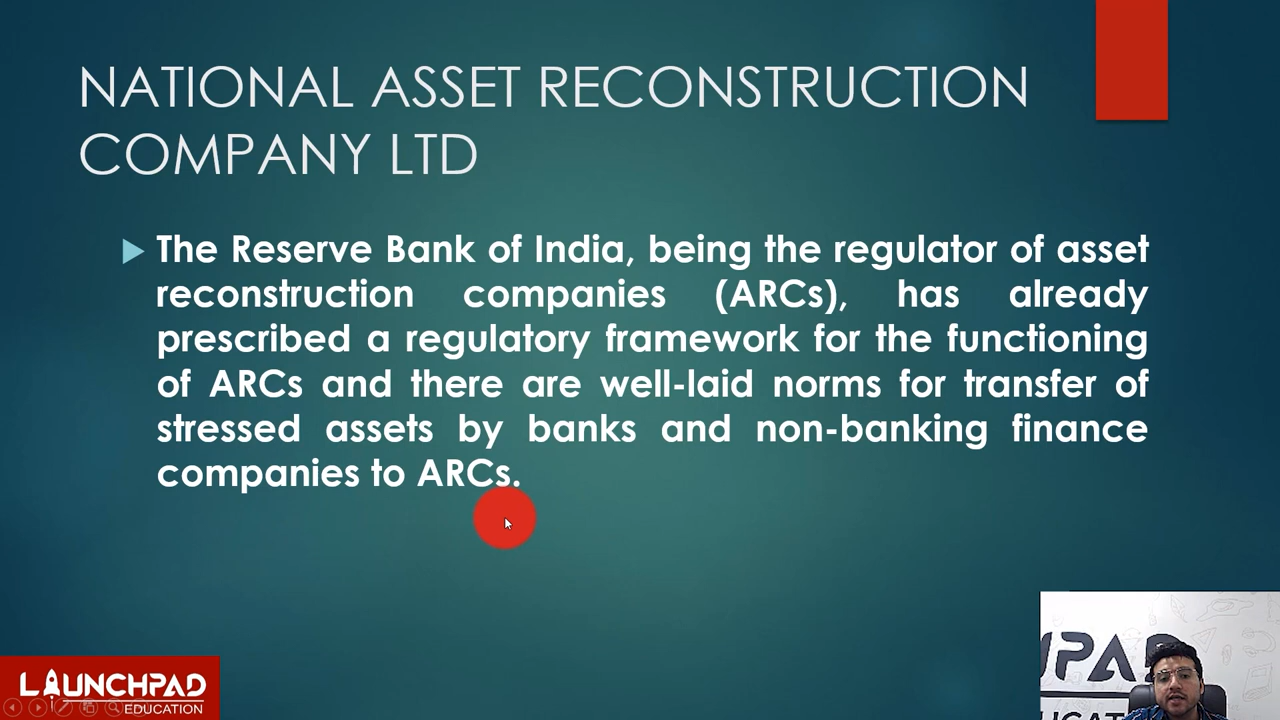 NATIONAL ASSET RECONSTRUCTION
COMPANY LTD
The Reserve Bank of India, being the regulator of asset
reconstruction companies (ARCs), has already
prescribed a regulatory framework for the functioning
of ARCs and there are well-laid norms for transfer of
stressed assets by banks and non-banking finance
companies to ARCs.
LAUNCHPAD
EDUCATION